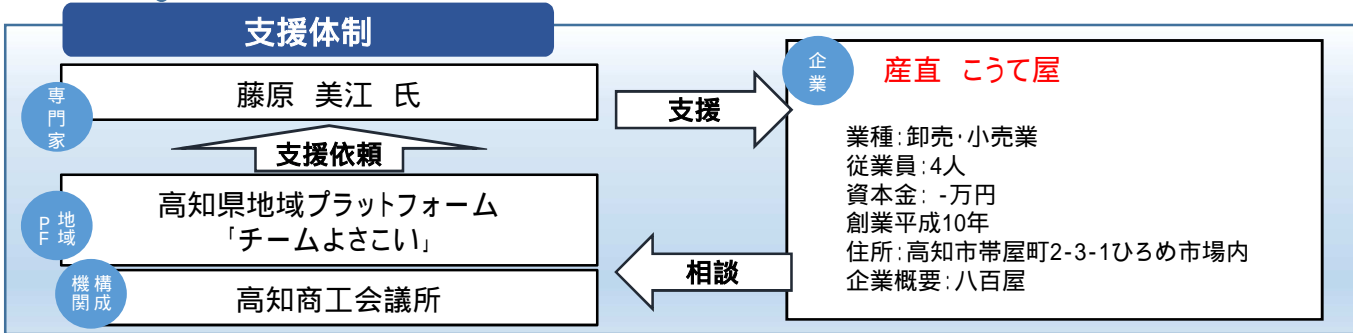 支援体制
専門家
藤原 美江 氏
支援依頼
地域PF
高知県地域プラットフォーム
「チームよさこい」
構成機関
高知商工会議所
支援
相談
企業
産直 こうて屋
業種:卸売・小売業
従業員:4人
資本金: -万円
創業平成10年
住所:高知市帯屋町2-3-1ひろめ市場内
企業概要:八百屋